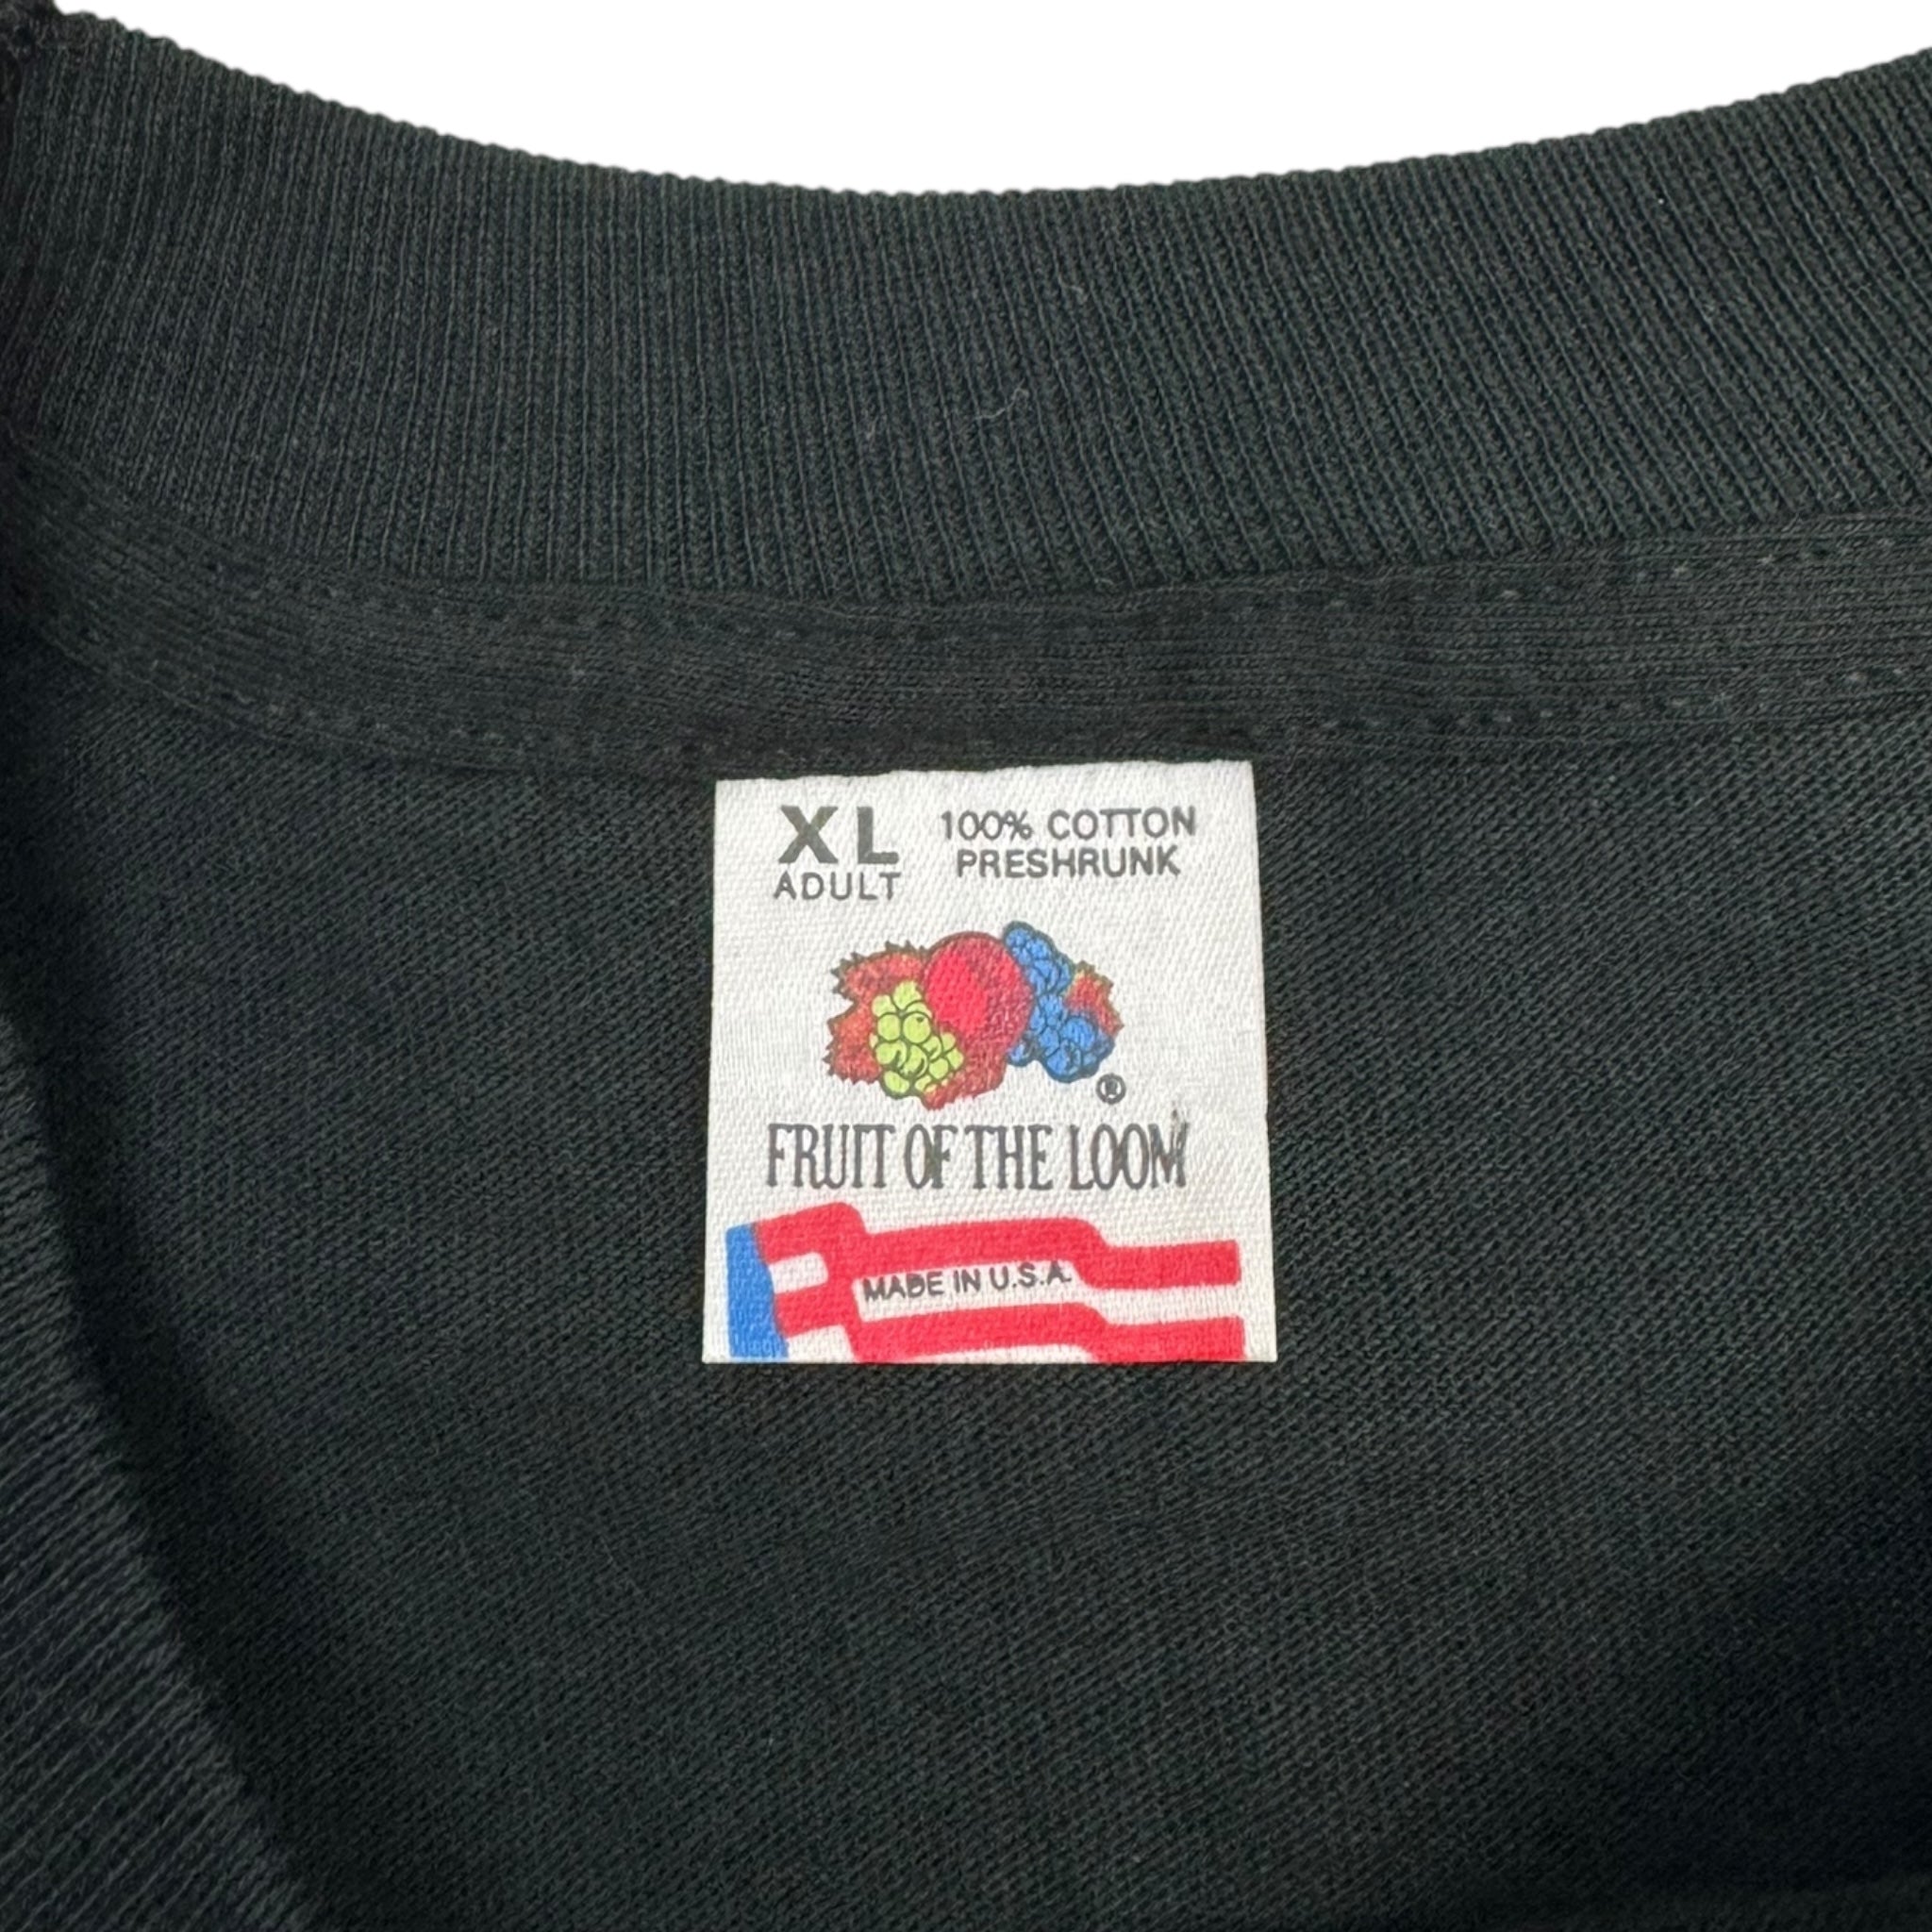 XL
ADULT
100% COTTON
PRESHRUNK
®
FRUIT OF THE LOOM
MADE IN U.S.A.